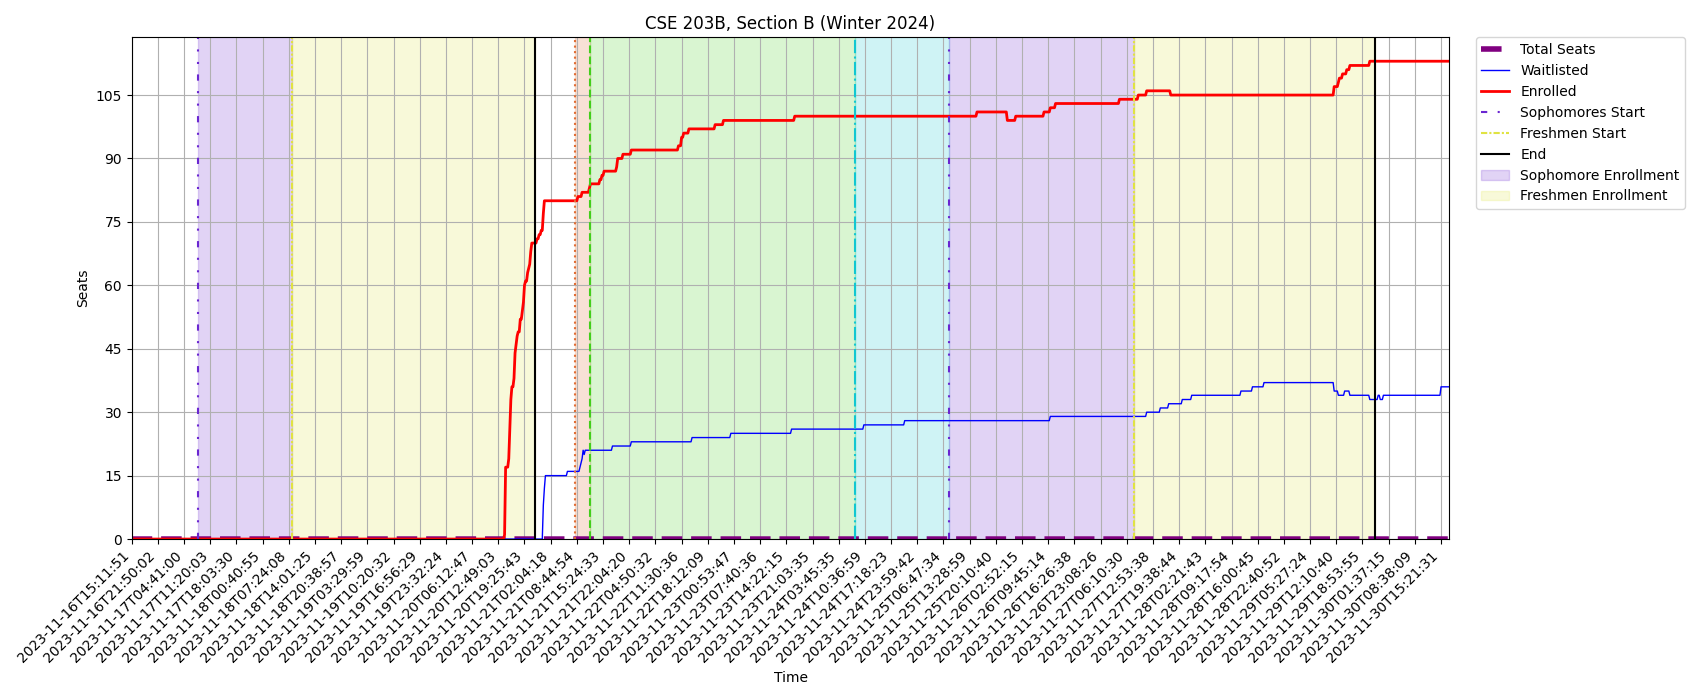 CSE 203B, Section B (Winter 2024)
Seats
105
90
75
60
45
30
15
0
2023-11-16T15:11:51
2023-11-16T21:50:02
2023-11-17T04:41:00
2023-11-17T11:20:03
2023-11-17T18:03:30
2023-11-18T00:40:55
2023-11-18T07:24:09
2023-11-18T14:01:25
2023-11-18T20:38:57
2023-11-19T03:29:59
2023-11-19T10:20:32
2023-11-19T16:56:29
2023-11-19T23:32:24
2023-11-20T06:12:47
2023-11-20T12:49:03
2023-11-20T19:25:43
2023-11-21T02:04:18
2023-11-21T08:44:54
2023-11-21T15:24:33
2023-11-21T22:04:20
2023-11-22T04:50:32
2023-11-22T11:30:36
2023-11-22T18:12:09
2023-11-23T00:53:47
2023-11-23T07:40:36
2023-11-23T14:22:15
2023-11-23T21:03:35
2023-11-24T03:45:35
2023-11-24T10:36:59
2023-11-24T17:18:23
2023-11-24T23:59:42
2023-11-25T06:47:34
2023-11-25T13:28:59
2023-11-25T20:10:40
2023-11-26T02:52:15
2023-11-26T09:45:14
2023-11-26T16:26:38
2023-11-26T23:08:26
2023-11-27T06:10:30
2023-11-27T12:53:38
2023-11-27T19:38:44
2023-11-28T02:21:43
2023-11-28T09:17:54
2023-11-28T16:00:45
2023-11-28T22:40:52
2023-11-29T05:27:24
2023-11-29T12:10:40
2023-11-29T18:53:55
2023-11-30T01:37:15
2023-11-30T08:38:09
2023-11-30T15:21:31
Time
Total Seats
Waitlisted
Enrolled
Sophomores Start
Freshmen Start
End
Sophomore Enrollment
Freshmen Enrollment